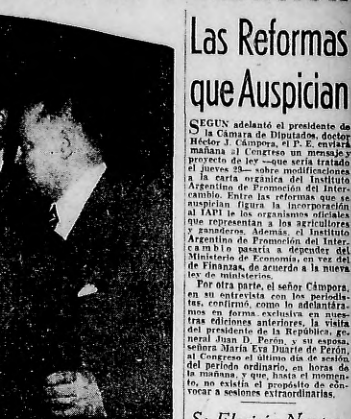 Las Reformas
que Auspician
SEGUN adelantó el presidente de
la Cámara de Diputados, doctor
Héctor J. Cámpora, el P. E. enviará
mañana al Congreso un mensaje y
proyecto de ley —que sería tratado
el jueves 29— sobre modificaciones
a la carta orgánica del Instituto
Argentino de Promoción del Inter-
cambio. Entre las reformas que se
auspician figura la incorporación
al IAPI de los organismos oficiales
que representan a los agricultores
y ganaderos. Además, el Instituto
Argentino de Promoción del Inter-
cambio pasaría a depender del
Ministerio de Economía, en vez del
de Finanzas, de acuerdo a la nueva
ley de ministerios.
Por otra parte, el señor Cámpora,
en su entrevista con los periodis-
tas, confirmó, como lo adelantára-
mos en forma exclusiva en nues-
tras ediciones anteriores, la visita
del presidente de la República, ge-
neral Juan D. Perón, y su esposa,
señora María Eva Duarte de Perón,
al Congreso el último día de sesión
del período ordinario, en horas de
la mañana, y que, hasta el momen-
to, no existía el propósito de con-
vocar a sesiones extraordinarias.